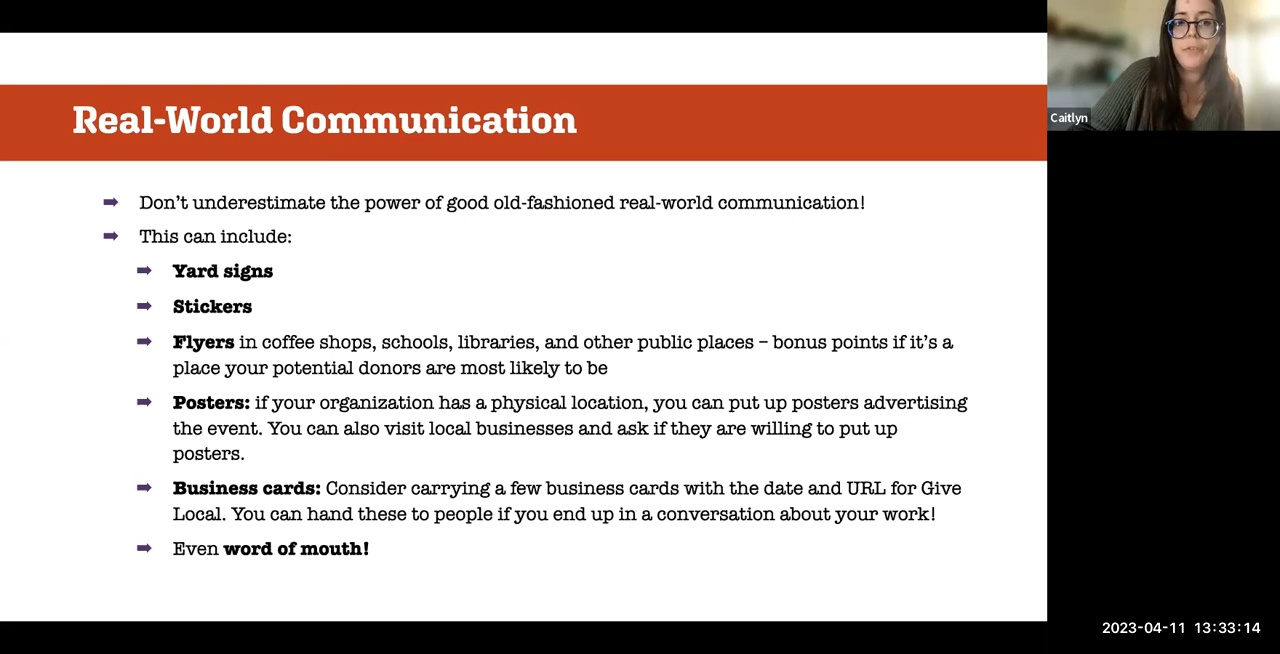 Real-World Communication
Caitlyn
Don't underestimate the power of good old-fashioned real-world communication!
This can include:
Yard signs
Stickers
Flyers in coffee shops, schools, libraries, and other public places – bonus points if it's a
place your potential donors are most likely to be
Posters: if your organization has a physical location, you can put up posters advertising
the event. You can also visit local businesses and ask if they are willing to put up
posters.
Business cards: Consider carrying a few business cards with the date and URL for Give
Local. You can hand these to people if you end up in a conversation about your work!
Even word of mouth!
2023-04-11 13:33:14